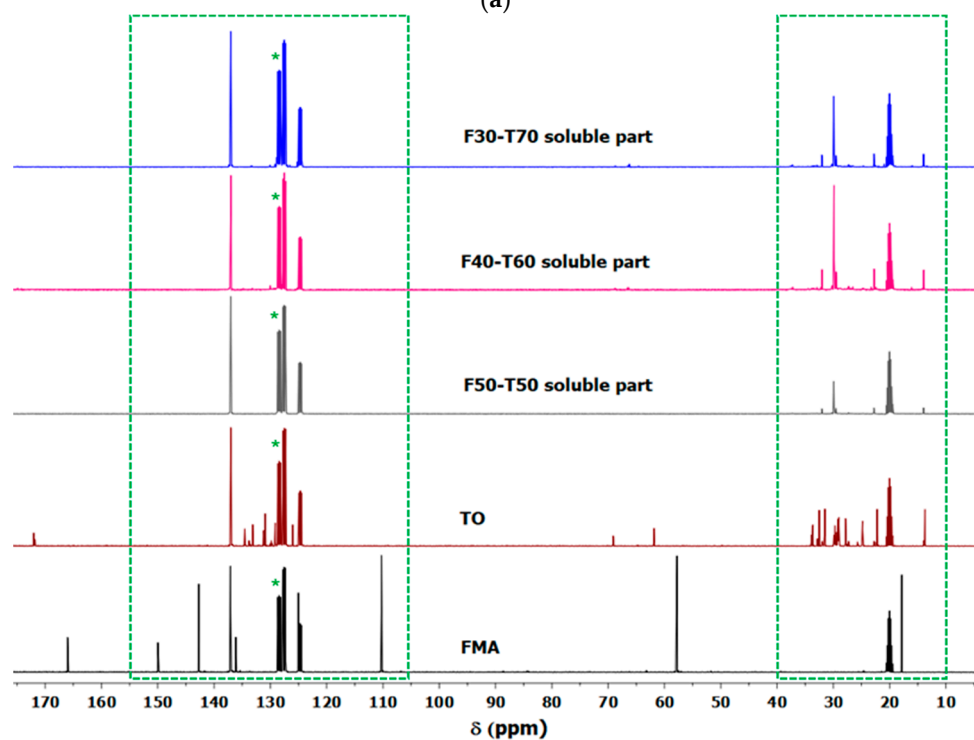 (a)
*
F30-T70 soluble part
*
F40-T60 soluble part
*
F50-T50 soluble part
*
TO
*
FMA
170 160 150 140 130 120 110 100 90 80 70 60 50 40 30 20 10
δ (ppm)